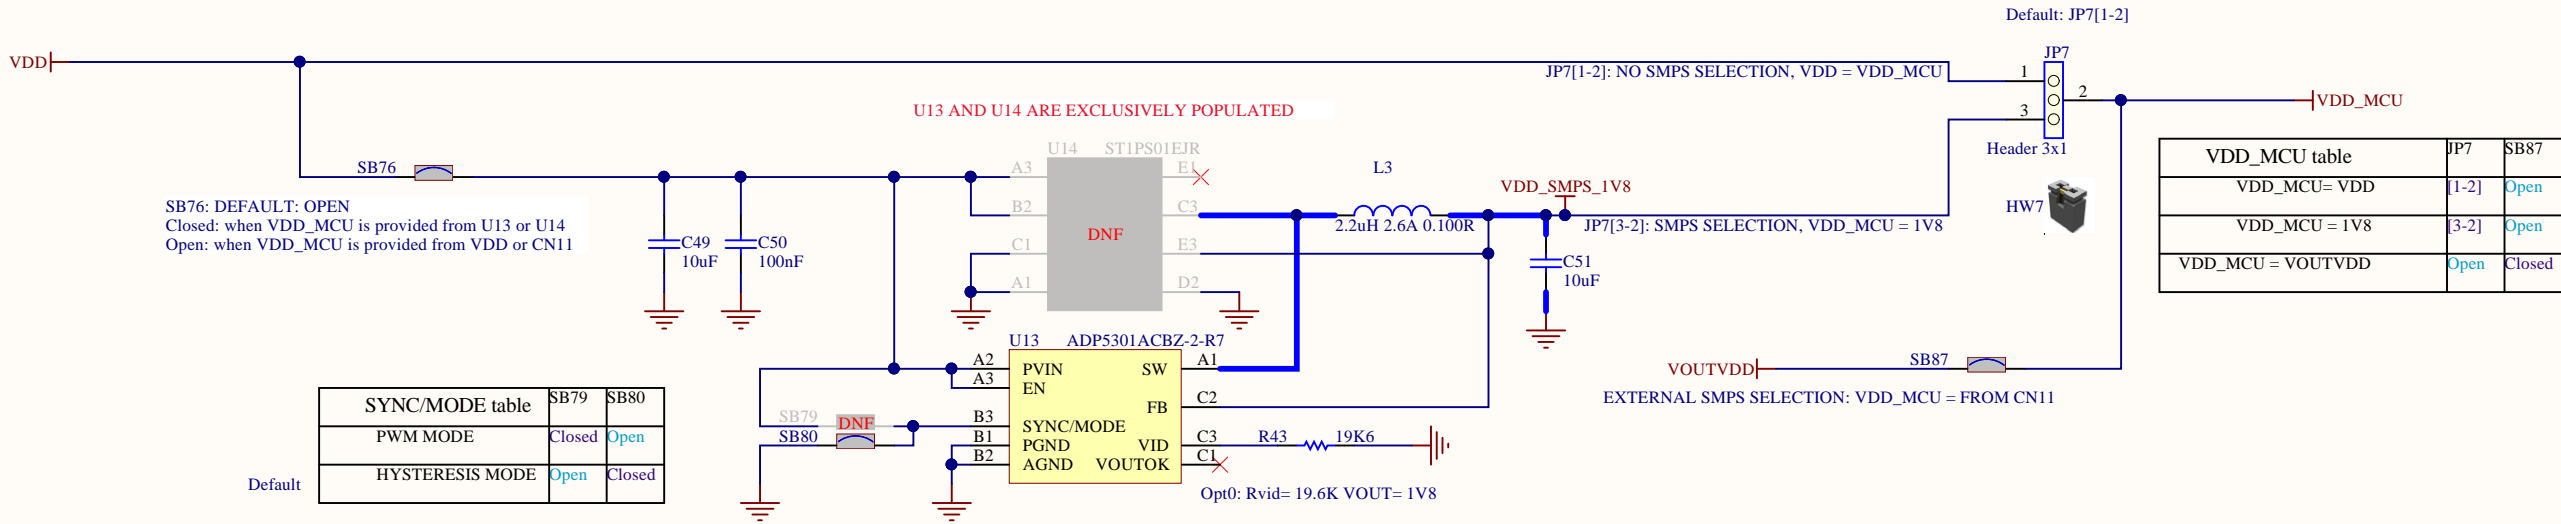 Default: JP7[1-2]
JP7
VDD
JP7[1-2]: NO SMPS SELECTION, VDD = VDD_MCU
1
2
3
VDD_MCU
Header 3x1
HW7
U13 AND U14 ARE EXCLUSIVELY POPULATED
U14 ST1PS01EJR
A3
B2
C1
A1
E1
C3
E3
D2
DNF
SB76
SB76: DEFAULT: OPEN
Closed: when VDD_MCU is provided from U13 or U14
Open: when VDD_MCU is provided from VDD or CN11
C49
10uF
C50
100nF
L3
2.2uH 2.6A 0.100R
VDD_SMPS_1V8
JP7[3-2]: SMPS SELECTION, VDD_MCU = 1V8
C51
10uF
VDD_MCU table JP7 SB87
VDD_MCU= VDD [1-2] Open
VDD_MCU = 1V8 [3-2] Open
VDD_MCU = VOUTVDD Open Closed
U13 ADP5301ACBZ-2-R7
A2 PVIN SW A1
A3 EN
FB C2
B3 SYNC/MODE
B1 PGND VID C3
B2 AGND VOUTOK C1
SB79 DNF
SB80
R43 19K6
Opt0: Rvid= 19.6K VOUT= 1V8
VOUTVDD
SB87
EXTERNAL SMPS SELECTION: VDD_MCU = FROM CN11
SYNC/MODE table SB79 SB80
PWM MODE Closed Open
HYSTERESIS MODE Open Closed
Default